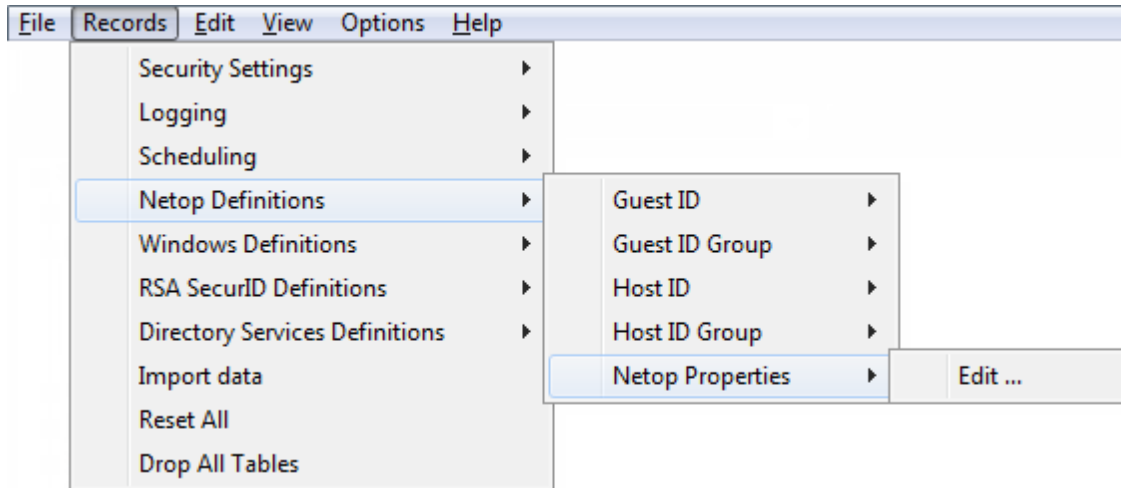 File Records Edit View Options Help
Security Settings
Logging
Scheduling
Netop Definitions
Windows Definitions
RSA SecurID Definitions
Directory Services Definitions
Import data
Reset All
Drop All Tables
Guest ID
Guest ID Group
Host ID
Host ID Group
Netop Properties
Edit ...